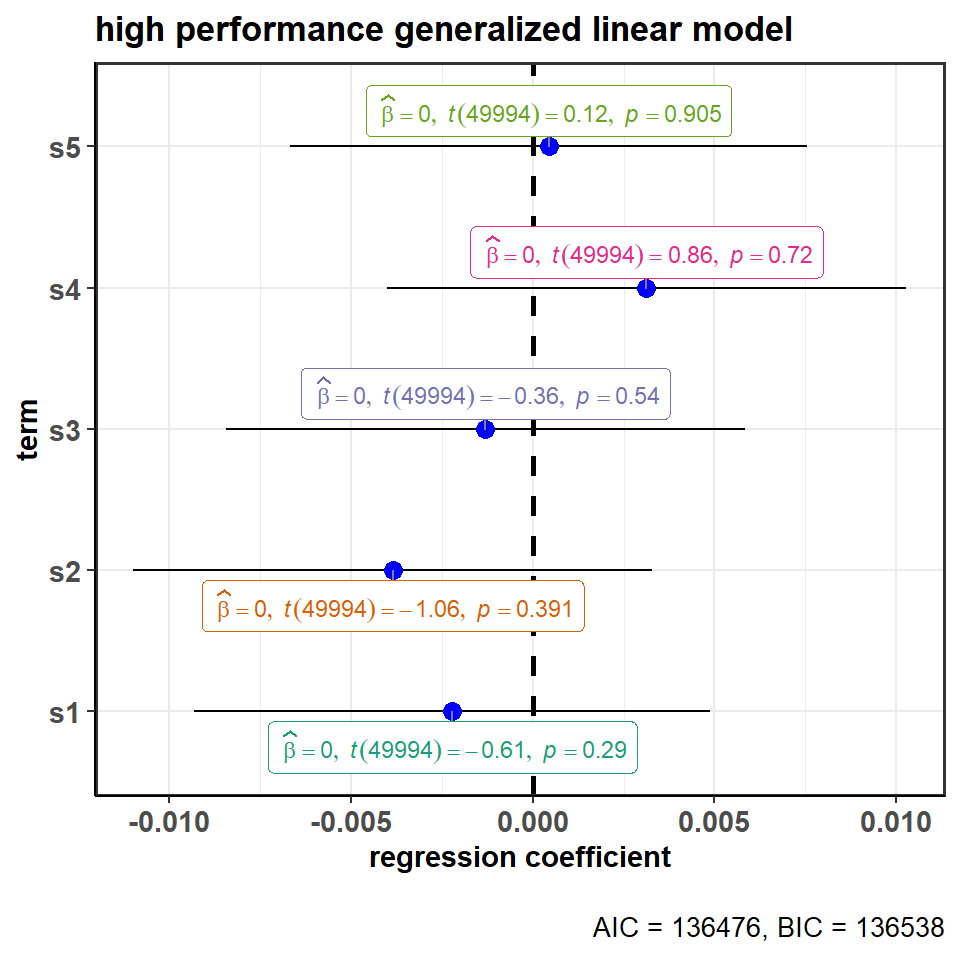 high performance generalized linear model
β̂ = 0, t(49994) = 0.12, p = 0.905
s5
β̂ = 0, t(49994) = 0.86, p = 0.72
s4
β̂ = 0, t(49994) = −0.36, p = 0.54
s3
term
s2
β̂ = 0, t(49994) = −1.06, p = 0.391
s1
β̂ = 0, t(49994) = −0.61, p = 0.29
-0.010 -0.005 0.000 0.005 0.010
regression coefficient
AIC = 136476, BIC = 136538